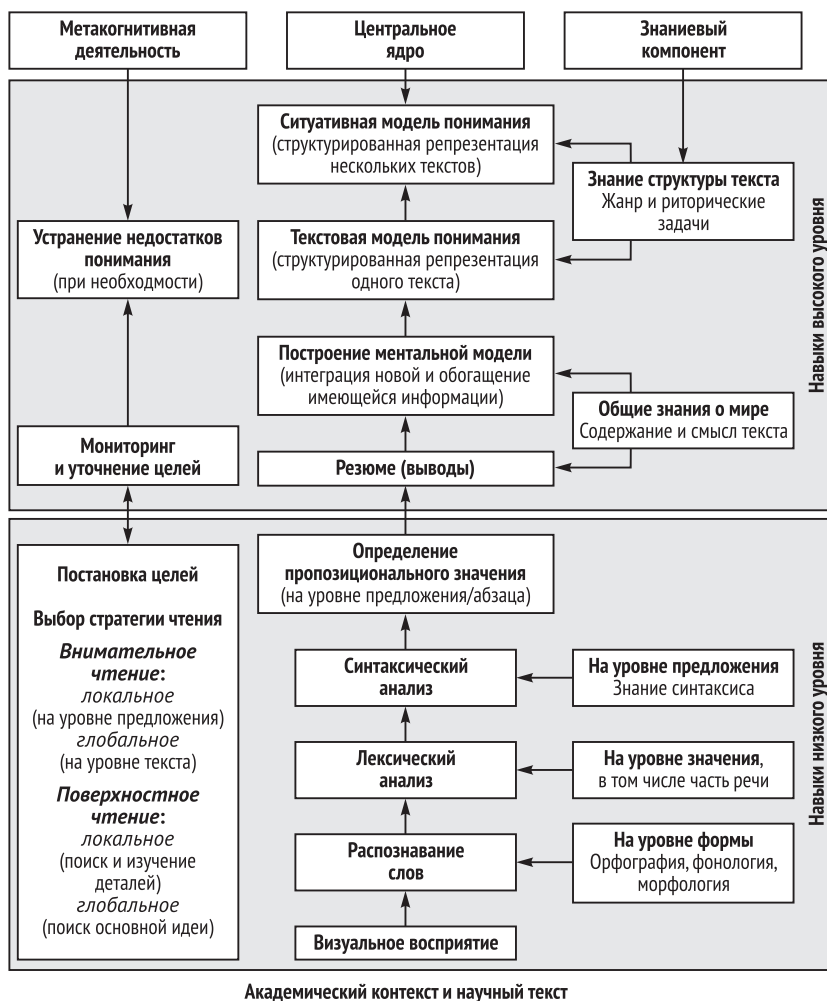 Метакогнитивная
деятельность
Центральное
ядро
Знаниевый
компонент
Ситуативная модель понимания
(структурированная репрезентация
нескольких текстов)
Знание структуры текста
Жанр и риторические
задачи
Устранение недостатков
понимания
(при необходмости)
Текстовая модель понимания
(структурированная репрезентация
одного текста)
Построение ментальной модели
(интеграция новой и обогащение
имеющейся информации)
Общие знания о мире
Содержание и смысл текста
Мониторинг
и уточнение целей
Резюме (выводы)
Навыки высокого уровня
Постановка целей
Выбор стратегии чтения
Внимательное
чтение:
локальное
(на уровне предложения)
глобальное
(на уровне текста)
Поверхностное
чтение:
локальное
(поиск и изучение
деталей)
глобальное
(поиск основной идеи)
Определение
пропозиционального значения
(на уровне предложения/абзаца)
Синтаксический
анализ
На уровне предложения
Знание синтаксиса
Лексический
анализ
На уровне значения,
в том числе часть речи
Распознавание
слов
На уровне формы
Орфография, фонология,
морфология
Визуальное восприятие
Навыки низкого уровня
Академический контекст и научный текст